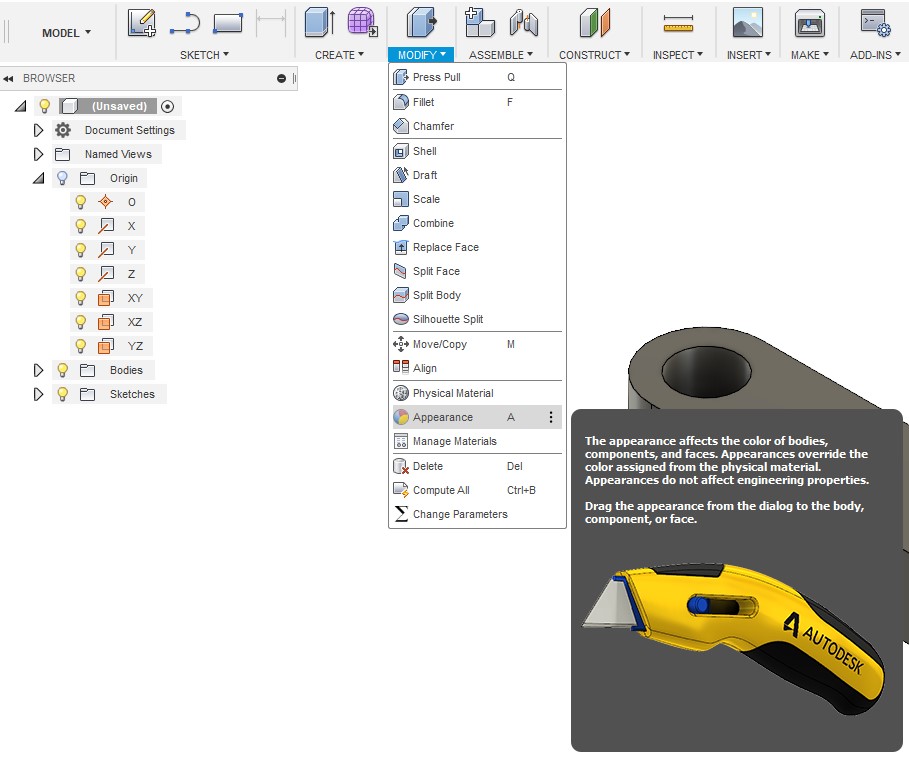 MODEL
SKETCH
CREATE
MODIFY
ASSEMBLE
CONSTRUCT
INSPECT
INSERT
MAKE
ADD-INS
BROWSER
(Unsaved)
Document Settings
Named Views
Origin
O
X
Y
Z
XY
XZ
YZ
Bodies
Sketches
Press Pull Q
Fillet F
Chamfer
Shell
Draft
Scale
Combine
Replace Face
Split Face
Split Body
Silhouette Split
Move/Copy M
Align
Physical Material
Appearance A
Manage Materials
Delete Del
Compute All Ctrl+B
Change Parameters
The appearance affects the color of bodies,
components, and faces. Appearances override the
color assigned from the physical material.
Appearances do not affect engineering properties.
Drag the appearance from the dialog to the body,
component, or face.
AUTODESK